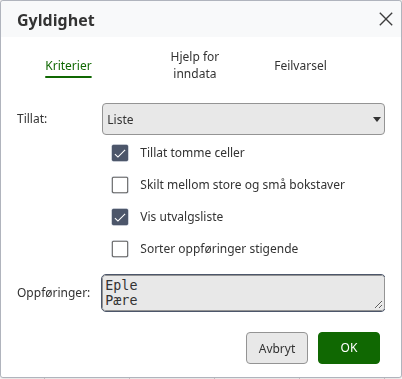 Gyldighet
Kriterier
Hjelp for
inndata
Feilvarsel
Tillat:
Liste
Tillat tomme celler
Skilt mellom store og små bokstaver
Vis utvalgsliste
Sorter oppføringer stigende
Oppføringer:
Eple
Pære
Avbryt
OK